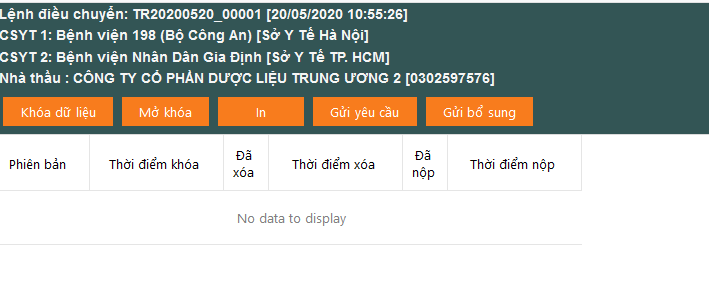 Lệnh điều chuyển: TR20200520_00001 [20/05/2020 10:55:26]
CSYT 1: Bệnh viện 198 (Bộ Công An) [Sở Y Tế Hà Nội]
CSYT 2: Bệnh viện Nhân Dân Gia Định [Sở Y Tế TP. HCM]
Nhà thầu : CÔNG TY CỔ PHẦN DƯỢC LIỆU TRUNG ƯƠNG 2 [0302597576]
Khóa dữ liệu Mở khóa In Gửi yêu cầu Gửi bổ sung
Phiên bản Thời điểm khóa Đã xóa Thời điểm xóa Đã nộp Thời điểm nộp
No data to display